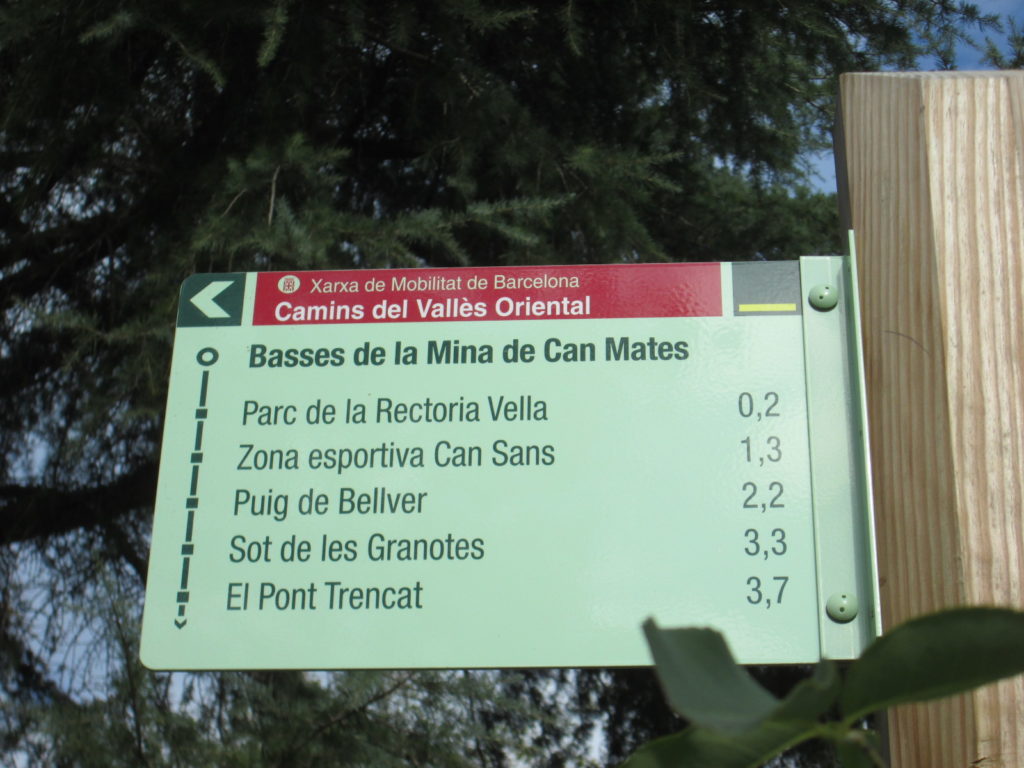 Xarxa de Mobilitat de Barcelona
Camins del Vallès Oriental
Basses de la Mina de Can Mates
Parc de la Rectoria Vella 0,2
Zona esportiva Can Sans 1,3
Puig de Bellver 2,2
Sot de les Granotes 3,3
El Pont Trencat 3,7